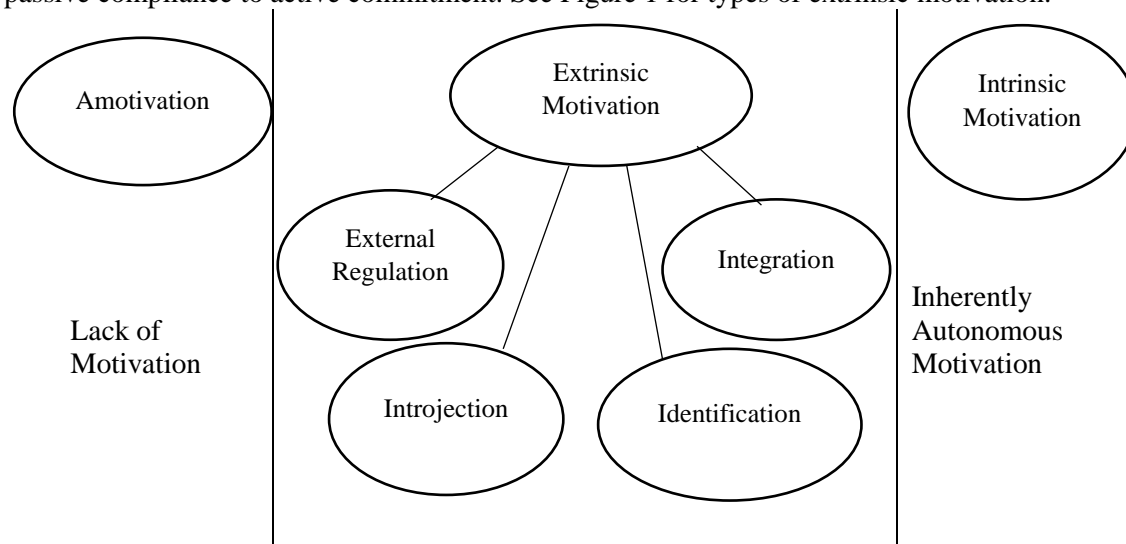 passive compliance to active commitment. See Figure 1 for types of extrinsic motivation.
Amotivation
Extrinsic
Motivation
Intrinsic
Motivation
External
Regulation
Integration
Lack of
Motivation
Inherently
Autonomous
Motivation
Introjection
Identification